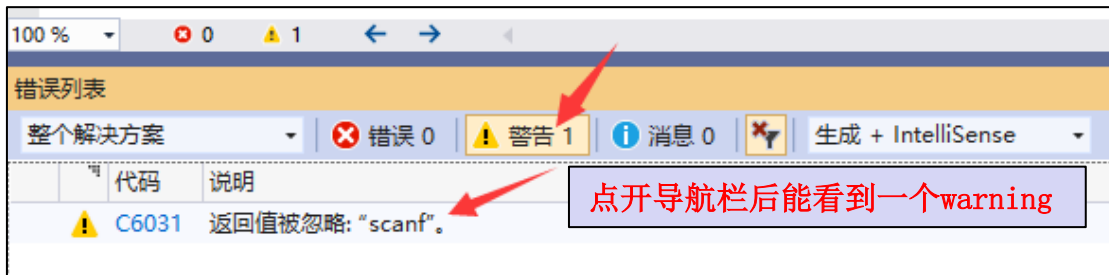 100 % 0 1
错误列表
整个解决方案 错误 0 警告 1 消息 0 生成 + IntelliSense
代码 说明
点开导航栏后能看到一个warning
C6031 返回值被忽略: “scanf”。